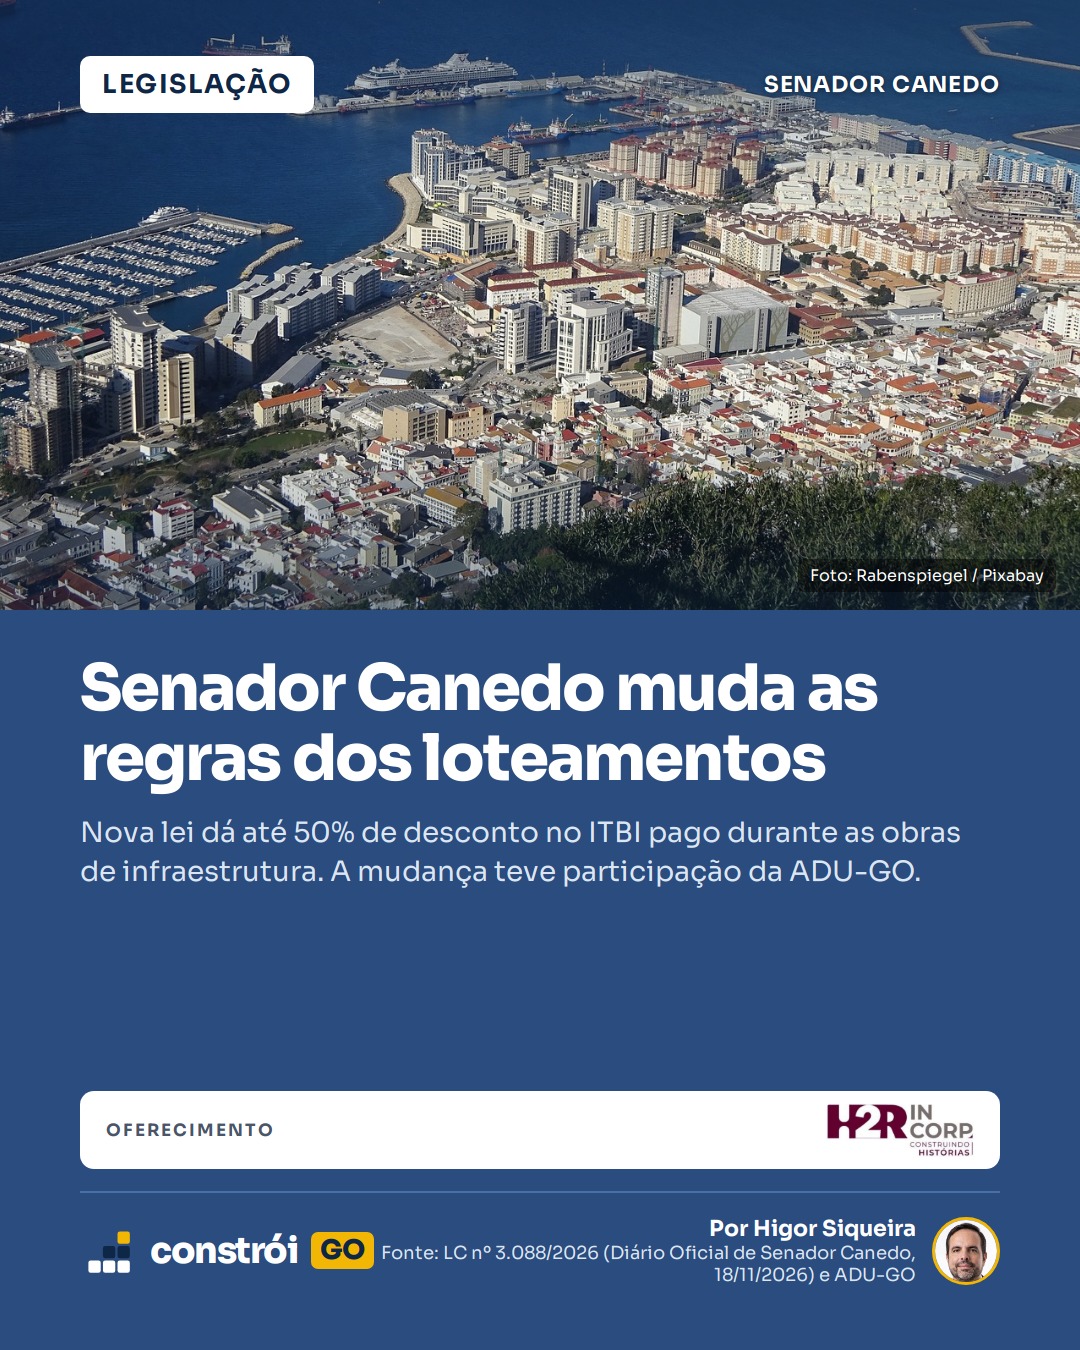 LEGISLAÇÃO
SENADOR CANEDO
Foto: Rabenspiegel / Pixabay
Senador Canedo muda as
regras dos loteamentos
Nova lei dá até 50% de desconto no ITBI pago durante as obras
de infraestrutura. A mudança teve participação da ADU-GO.
OFERECIMENTO
H2R INCORP.
CONSTRUINDO
HISTÓRIAS
constrói GO
Por Higor Siqueira
Fonte: LC nº 3.088/2026 (Diário Oficial de Senador Canedo,
18/11/2026) e ADU-GO